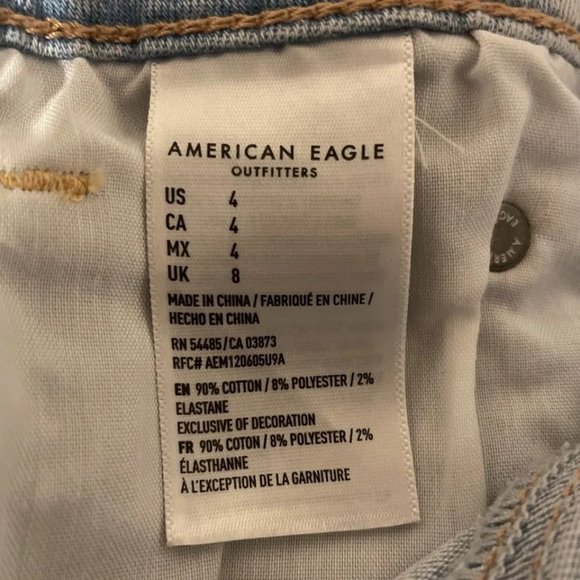 AMERICAN EAGLE
OUTFITTERS
US 4
CA 4
MX 4
UK 8
MADE IN CHINA / FABRIQUÉ EN CHINE /
HECHO EN CHINA
RN 54485/CA 03873
RFC# AEM120605U9A
EN 90% COTTON / 8% POLYESTER / 2%
ELASTANE
EXCLUSIVE OF DECORATION
FR 90% COTON / 8% POLYESTER / 2%
ÉLASTHANNE
À L'EXCEPTION DE LA GARNITURE